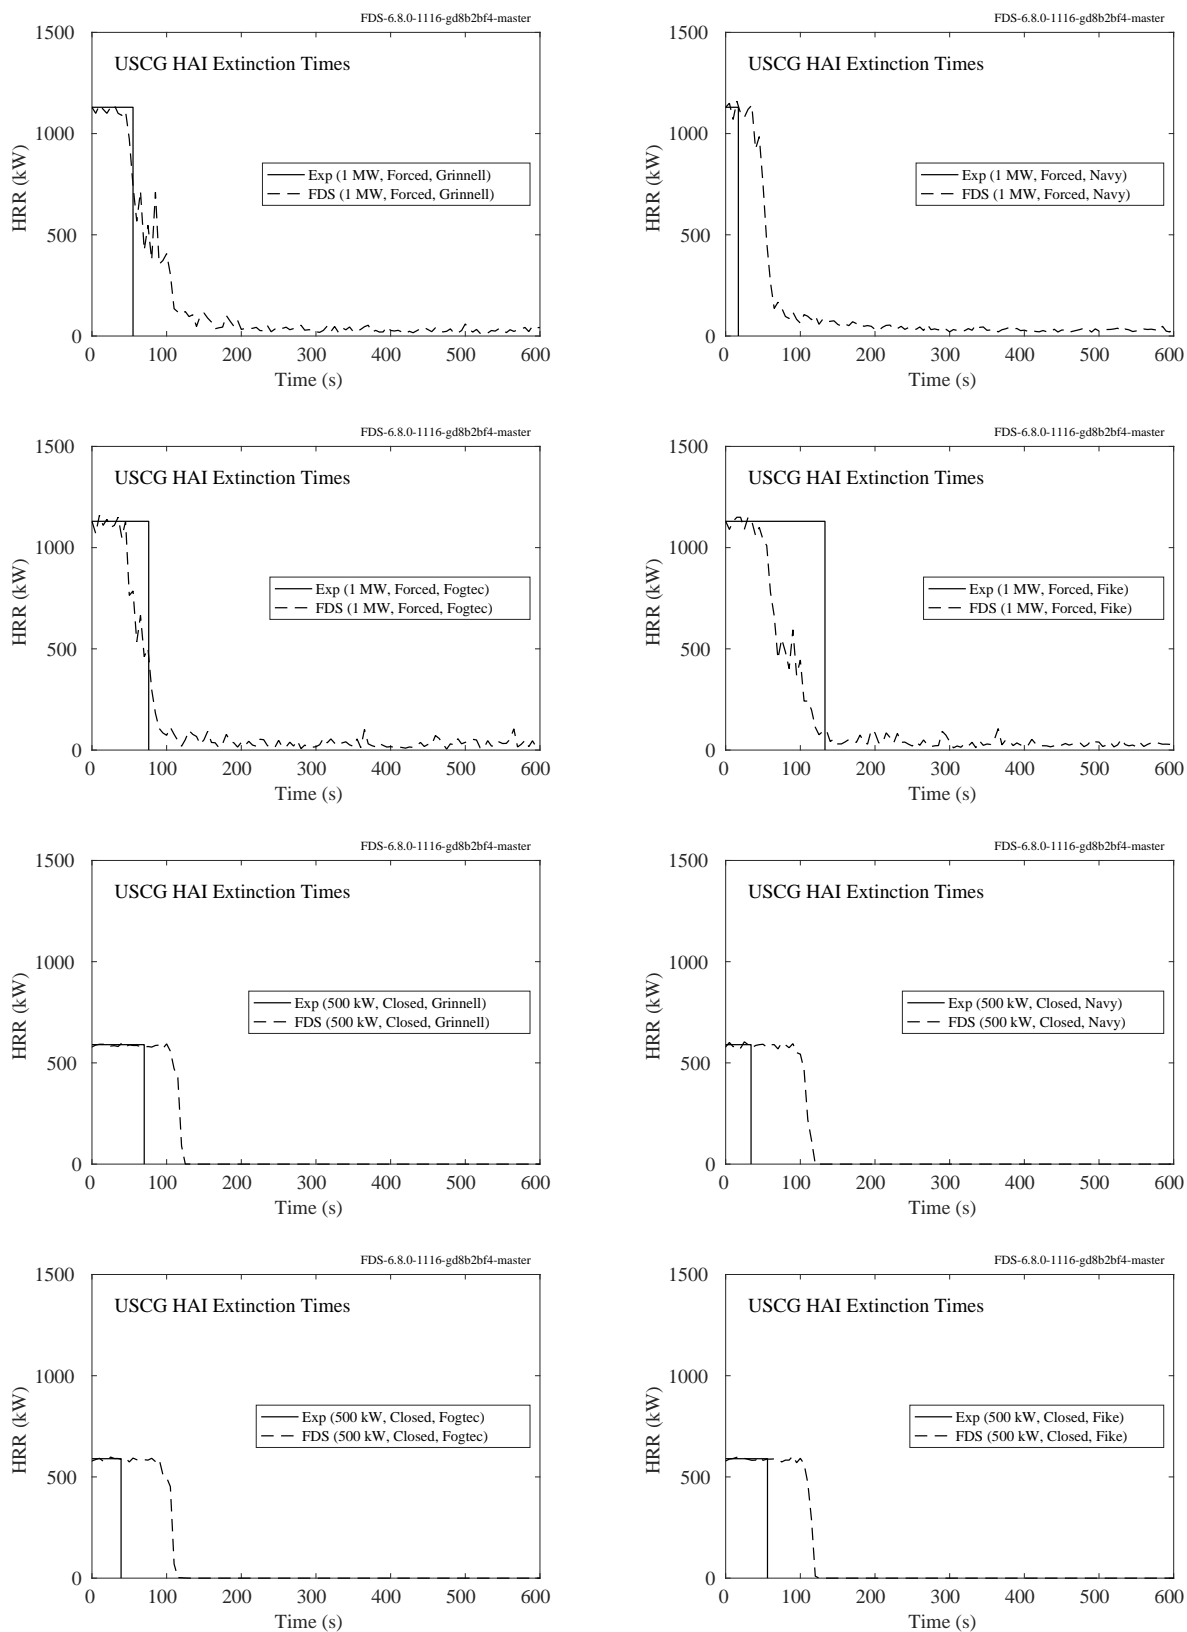 FDS-6.8.0-1116-gd8b2bf4-master
USCG HAI Extinction Times
Exp (1 MW, Forced, Grinnell)
FDS (1 MW, Forced, Grinnell)
HRR (kW)
1500
1000
500
0
0 100 200 300 400 500 600
Time (s)
FDS-6.8.0-1116-gd8b2bf4-master
USCG HAI Extinction Times
Exp (1 MW, Forced, Navy)
FDS (1 MW, Forced, Navy)
HRR (kW)
1500
1000
500
0
0 100 200 300 400 500 600
Time (s)
FDS-6.8.0-1116-gd8b2bf4-master
USCG HAI Extinction Times
Exp (1 MW, Forced, Fogtec)
FDS (1 MW, Forced, Fogtec)
HRR (kW)
1500
1000
500
0
0 100 200 300 400 500 600
Time (s)
FDS-6.8.0-1116-gd8b2bf4-master
USCG HAI Extinction Times
Exp (1 MW, Forced, Fike)
FDS (1 MW, Forced, Fike)
HRR (kW)
1500
1000
500
0
0 100 200 300 400 500 600
Time (s)
FDS-6.8.0-1116-gd8b2bf4-master
USCG HAI Extinction Times
Exp (500 kW, Closed, Grinnell)
FDS (500 kW, Closed, Grinnell)
HRR (kW)
1500
1000
500
0
0 100 200 300 400 500 600
Time (s)
FDS-6.8.0-1116-gd8b2bf4-master
USCG HAI Extinction Times
Exp (500 kW, Closed, Navy)
FDS (500 kW, Closed, Navy)
HRR (kW)
1500
1000
500
0
0 100 200 300 400 500 600
Time (s)
FDS-6.8.0-1116-gd8b2bf4-master
USCG HAI Extinction Times
Exp (500 kW, Closed, Fogtec)
FDS (500 kW, Closed, Fogtec)
HRR (kW)
1500
1000
500
0
0 100 200 300 400 500 600
Time (s)
FDS-6.8.0-1116-gd8b2bf4-master
USCG HAI Extinction Times
Exp (500 kW, Closed, Fike)
FDS (500 kW, Closed, Fike)
HRR (kW)
1500
1000
500
0
0 100 200 300 400 500 600
Time (s)